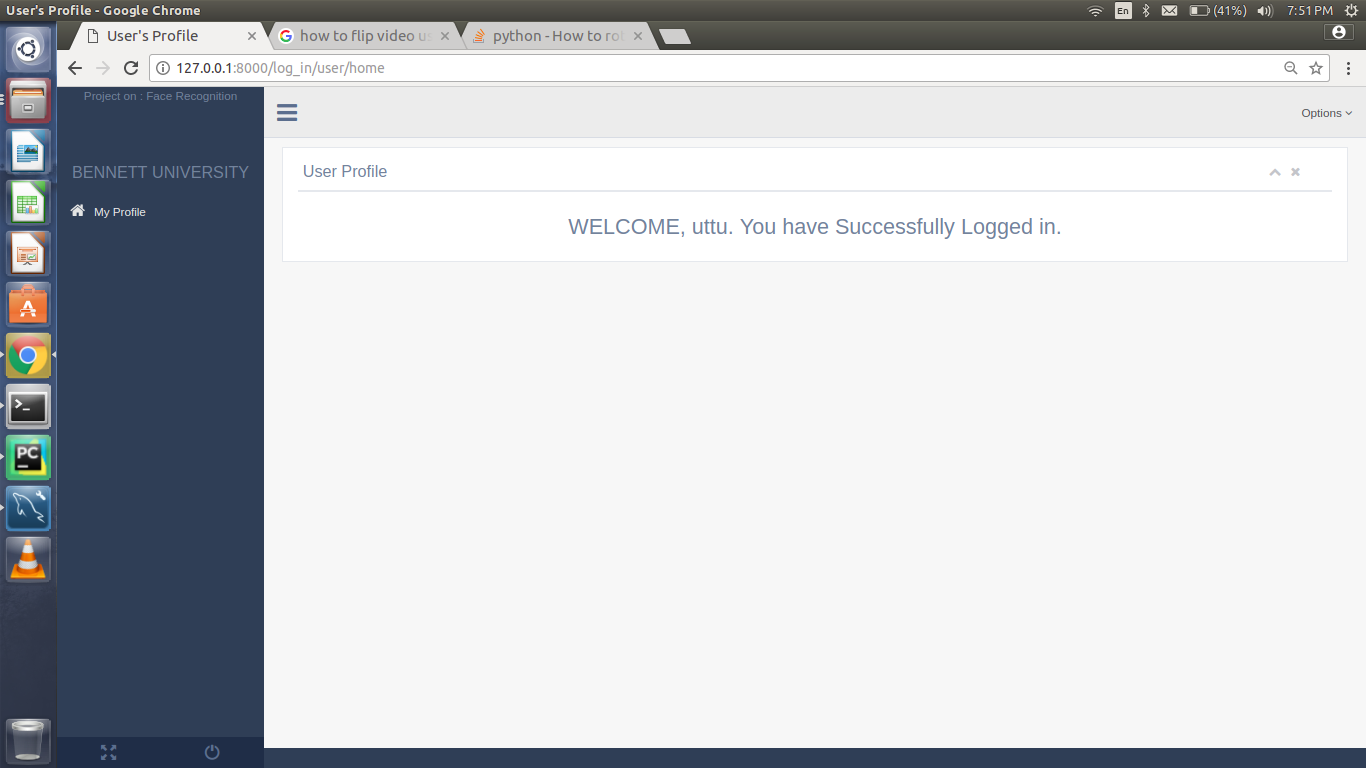 User's Profile - Google Chrome
En
(41%)
7:51 PM
User's Profile
how to flip video u
python - How to ro
127.0.0.1:8000/log_in/user/home
Project on : Face Recognition
Options
BENNETT UNIVERSITY
User Profile
My Profile
WELCOME, uttu. You have Successfully Logged in.
A
>_
PC